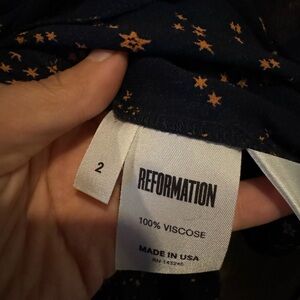 2
REFORMATION
100% VISCOSE
MADE IN USA